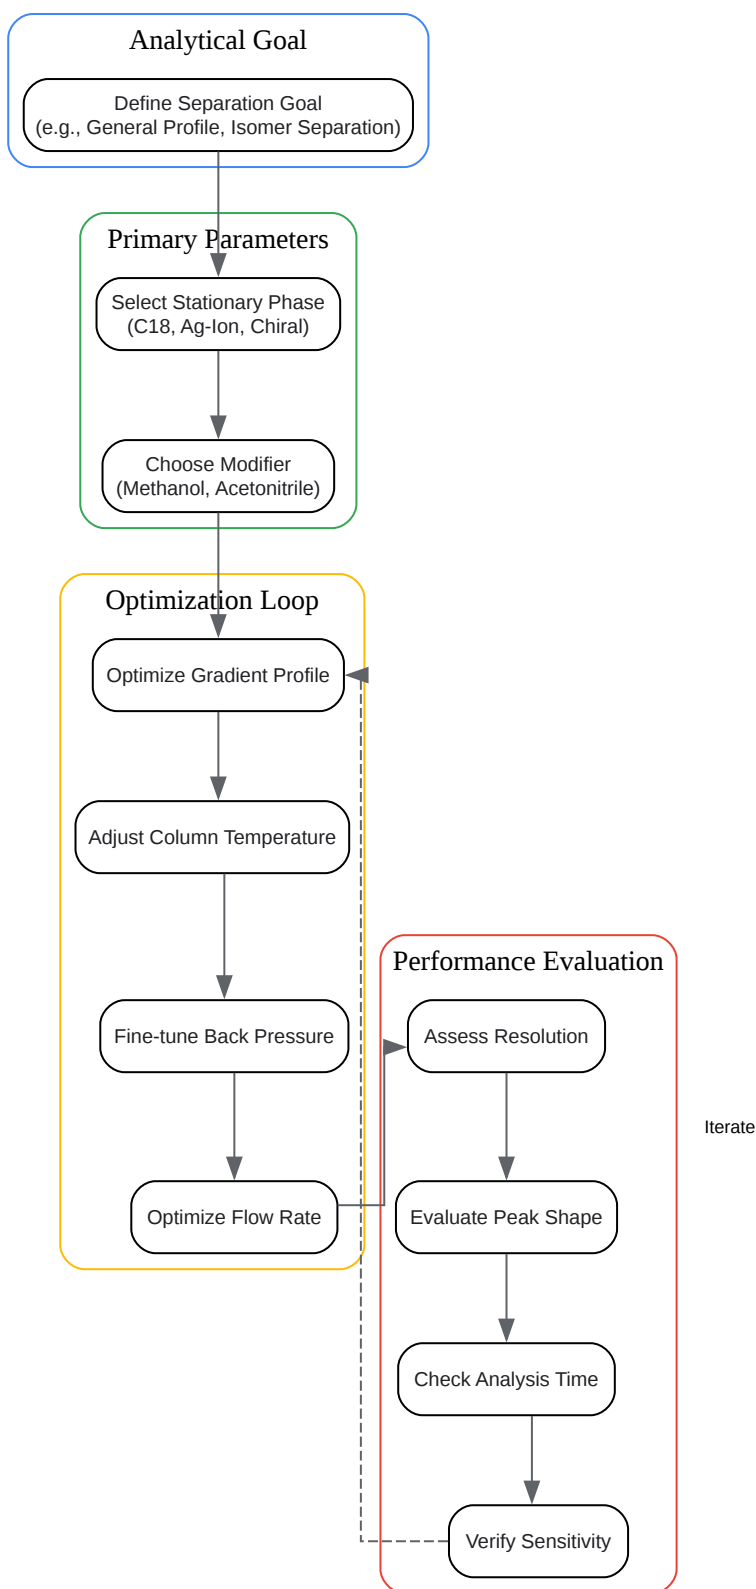 Analytical Goal
Define Separation Goal
(e.g., General Profile, Isomer Separation)
Primary Parameters
Select Stationary Phase
(C18, Ag-Ion, Chiral)
Choose Modifier
(Methanol, Acetonitrile)
Optimization Loop
Optimize Gradient Profile
Adjust Column Temperature
Fine-tune Back Pressure
Optimize Flow Rate
Performance Evaluation
Assess Resolution
Evaluate Peak Shape
Check Analysis Time
Verify Sensitivity
Iterate